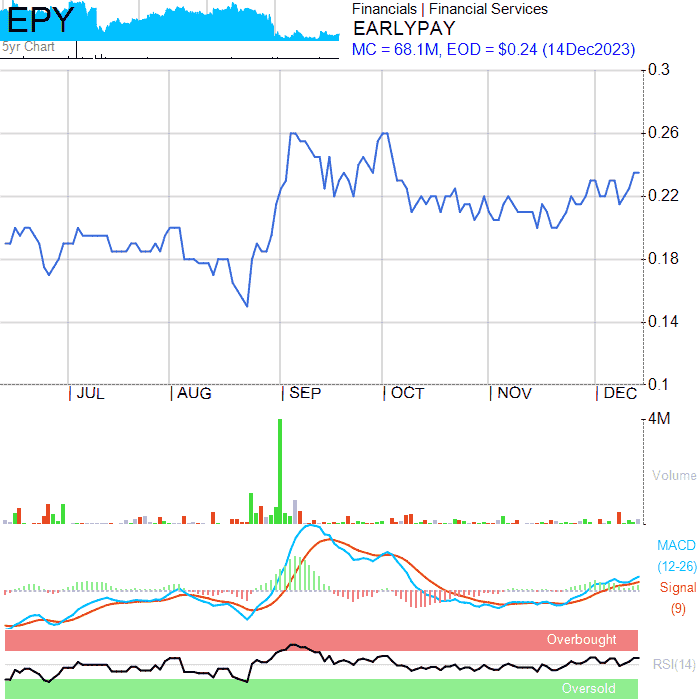 EPY
5yr Chart
Financials | Financial Services
EARLYPAY
MC = 68.1M, EOD = $0.24 (14Dec2023)
0.3
0.26
0.22
0.18
0.14
0.1
| JUL | AUG | SEP | OCT | NOV | DEC
4M
Volume
MACD
(12-26)
Signal
(9)
Overbought
RSI(14)
Oversold